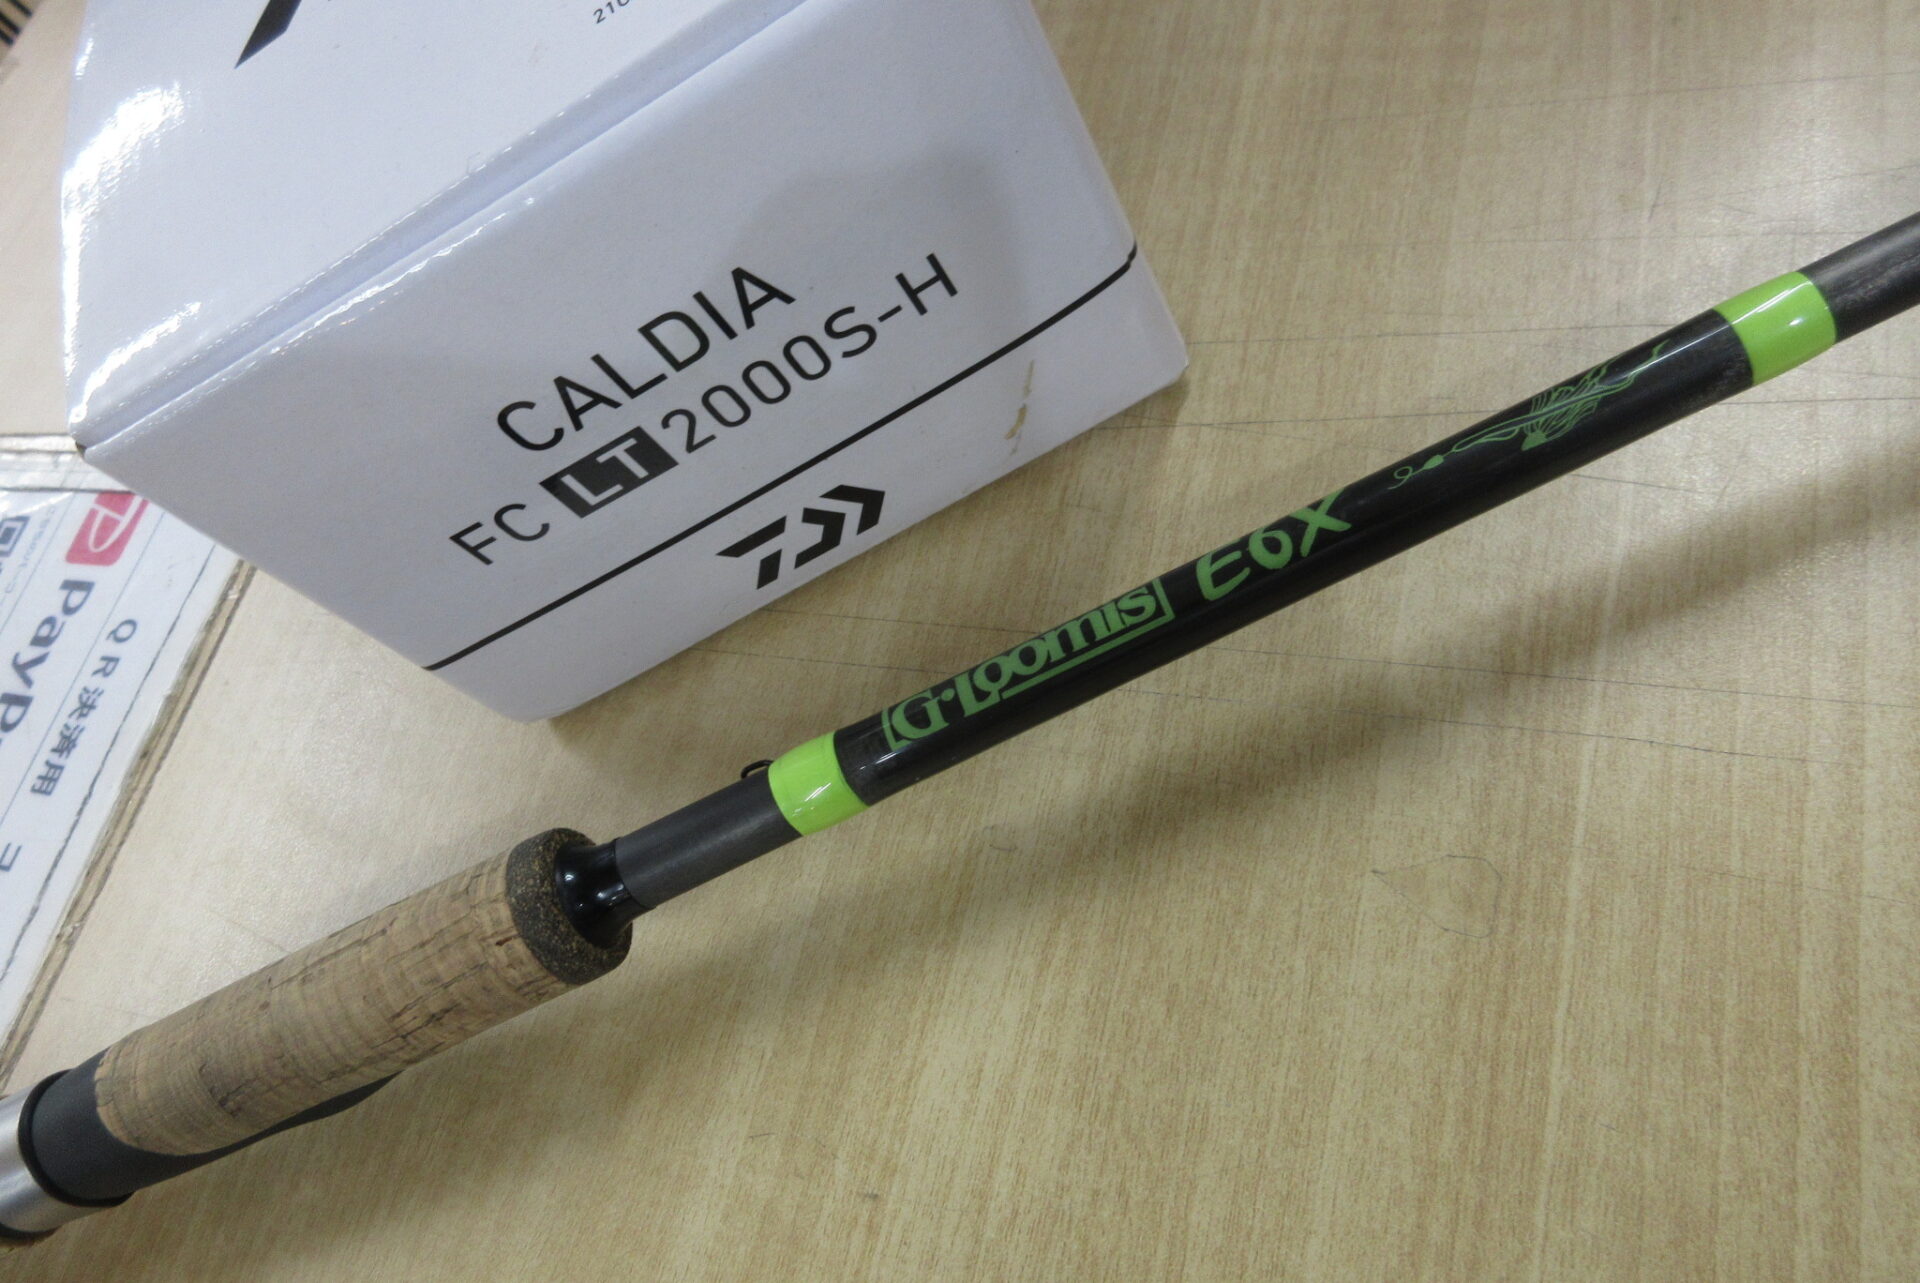 CALDIA
FC LT 2000S-H
G·Loomis E6X
PayP
QR決済用